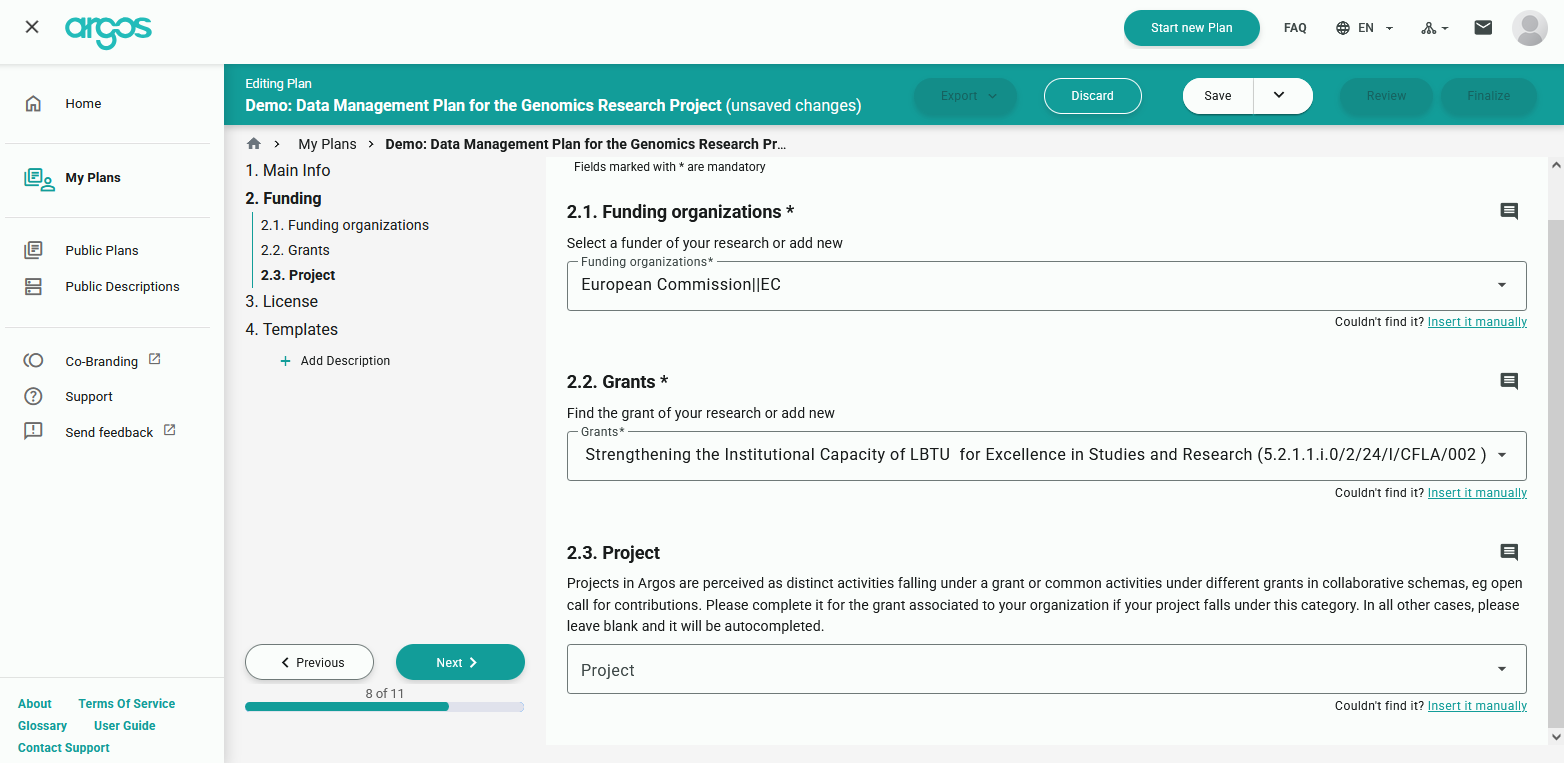 argos
Start new Plan
FAQ
EN
Home
My Plans
Public Plans
Public Descriptions
Co-Branding
Support
Send feedback
About Terms Of Service
Glossary User Guide
Contact Support
Editing Plan
Demo: Data Management Plan for the Genomics Research Project (unsaved changes)
Export
Discard
Save
Review
Finalize
My Plans
Demo: Data Management Plan for the Genomics Research Pr...
1. Main Info
2. Funding
2.1. Funding organizations
2.2. Grants
2.3. Project
3. License
4. Templates
+ Add Description
Previous
Next
8 of 11
Fields marked with * are mandatory
2.1. Funding organizations *
Select a funder of your research or add new
Funding organizations*
European Commission||EC
Couldn't find it? Insert it manually
2.2. Grants *
Find the grant of your research or add new
Grants*
Strengthening the Institutional Capacity of LBTU  for Excellence in Studies and Research (5.2.1.1.i.0/2/24/I/CFLA/002 )
Couldn't find it? Insert it manually
2.3. Project
Projects in Argos are perceived as distinct activities falling under a grant or common activities under different grants in collaborative schemas, eg open
call for contributions. Please complete it for the grant associated to your organization if your project falls under this category. In all other cases, please
leave blank and it will be autocompleted.
Project
Couldn't find it? Insert it manually